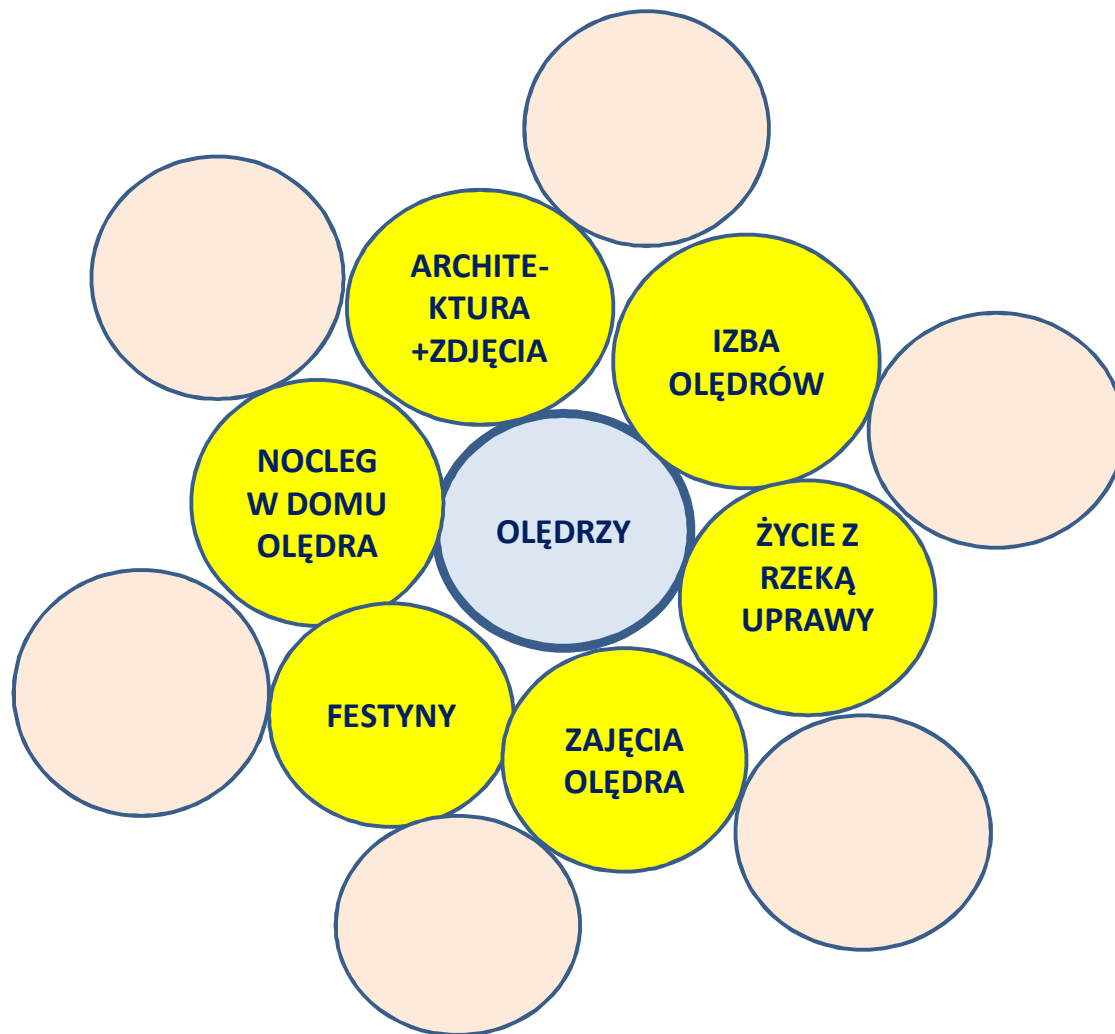 ARCHITE-
KTURA
+ZDJĘCIA
IZBA
OLĘDRÓW
NOCLEG
W DOMU
OLĘDRA
OLĘDRZY
ŻYCIE Z
RZEKĄ
UPRAWY
FESTYNY
ZAJĘCIA
OLĘDRA